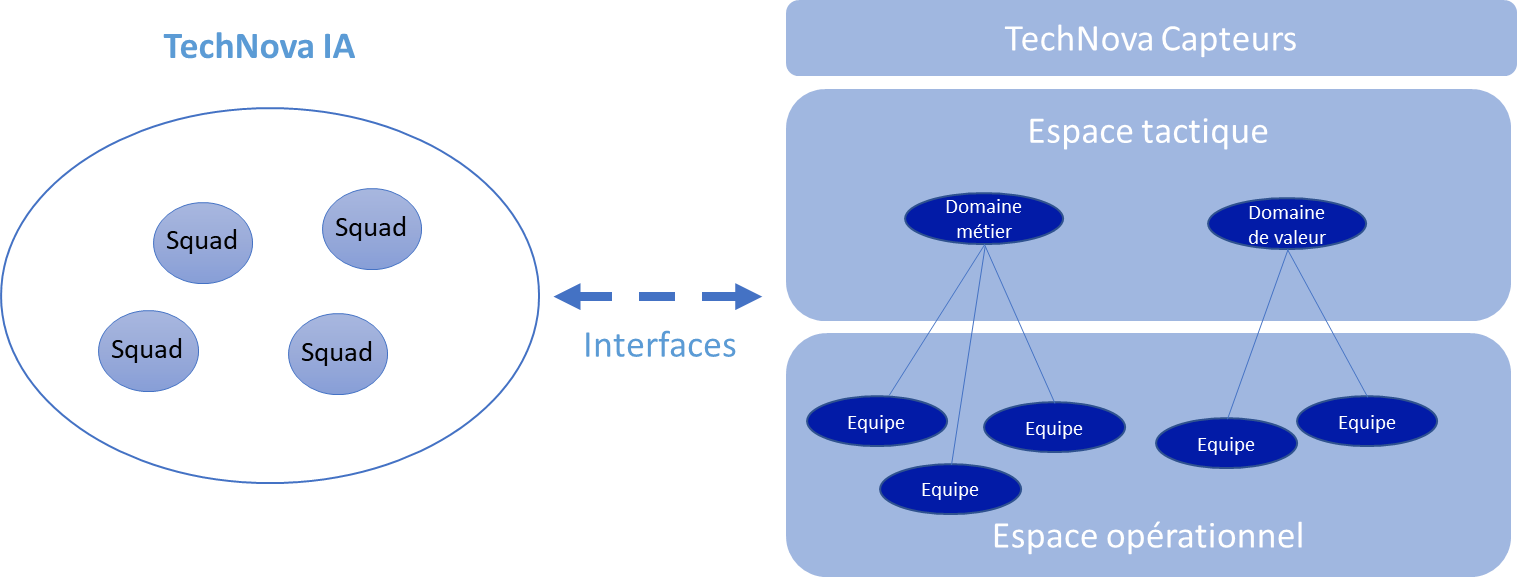 TechNova IA
Squad
Squad
Squad
Squad
Interfaces
TechNova Capteurs
Espace tactique
Domaine
métier
Domaine
de valeur
Equipe
Equipe
Equipe
Equipe
Equipe
Espace opérationnel